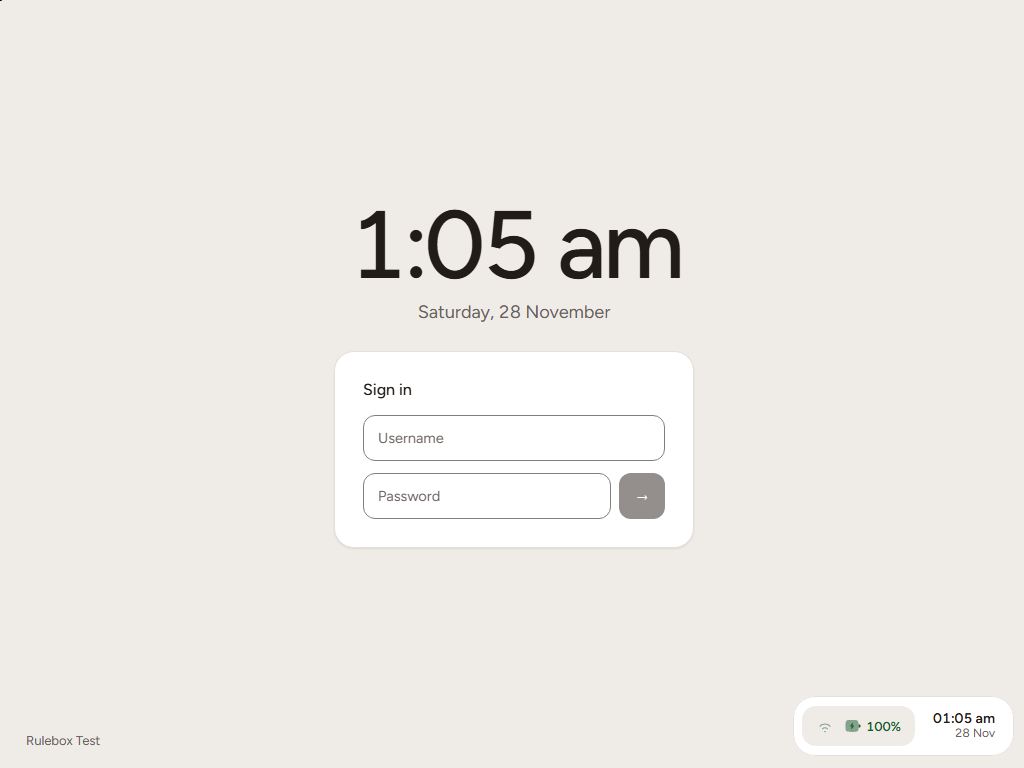 1:05 am
Saturday, 28 November
Sign in
Username
Password
→
Rulebox Test
100%
01:05 am
28 Nov